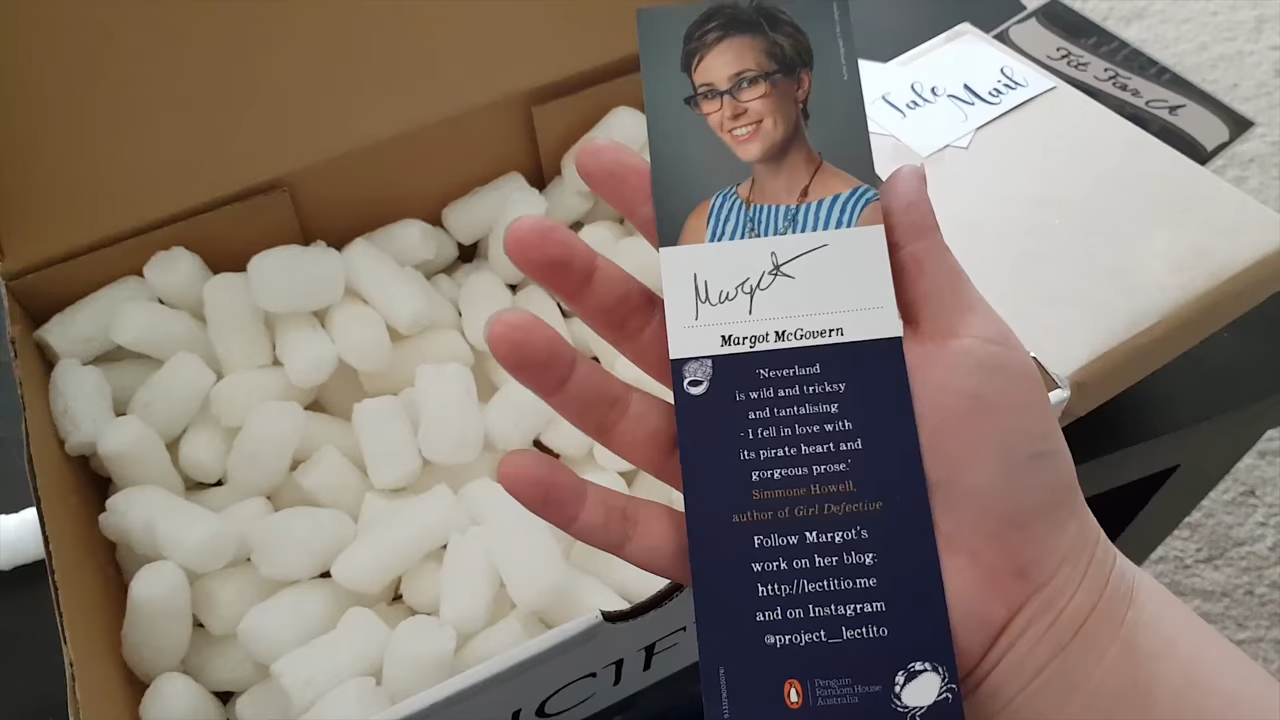 Tale Mail
Fit For A
Margot
Margot McGovern
'Neverland
is wild and tricksy
and tantalising
- I fell in love with
its pirate heart and
gorgeous prose.'
Simmone Howell,
author of Girl Defective
Follow Margot's
work on her blog:
http://lectitio.me
and on Instagram
@project_lectito
Penguin
Random House
Australia